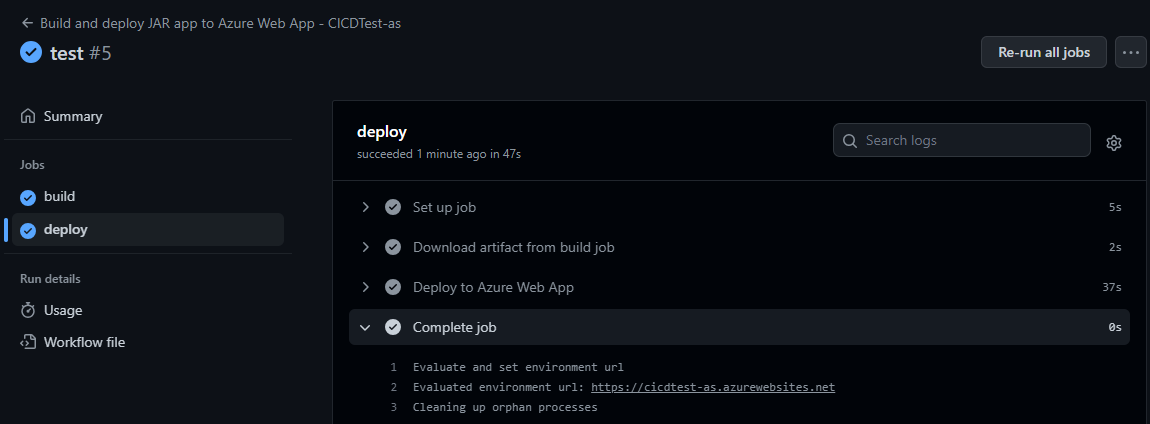 ← Build and deploy JAR app to Azure Web App - CICDTest-as
test #5
Re-run all jobs
...
Summary
Jobs
build
deploy
Run details
Usage
Workflow file
deploy
succeeded 1 minute ago in 47s
Search logs
Set up job 5s
Download artifact from build job 2s
Deploy to Azure Web App 37s
Complete job 0s
1 Evaluate and set environment url
2 Evaluated environment url: https://cicdtest-as.azurewebsites.net
3 Cleaning up orphan processes